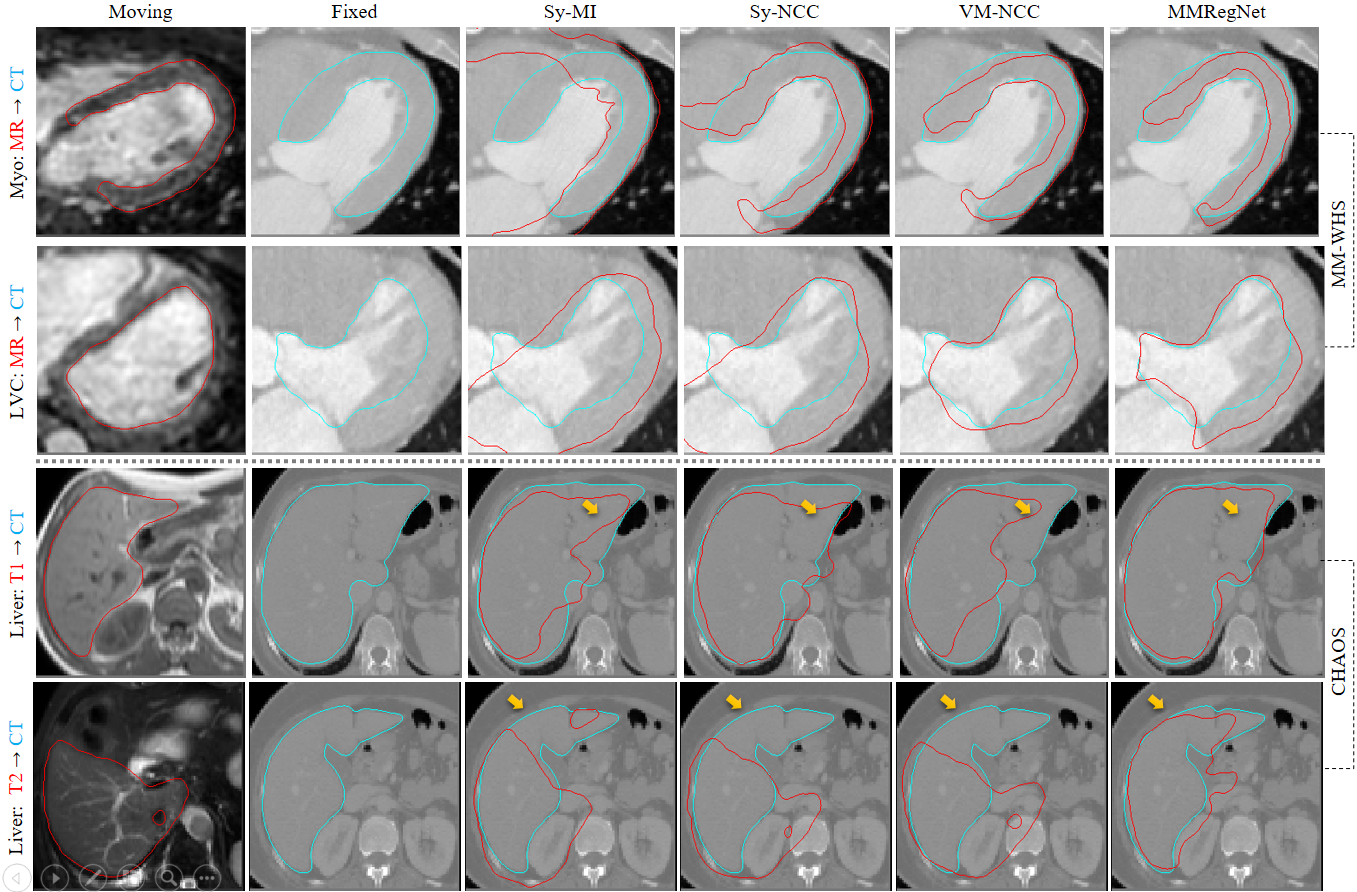 Moving Fixed Sy-MI Sy-NCC VM-NCC MMRegNet
Myo: MR → CT
LVC: MR → CT
MM-WHS
Liver: T1 → CT
Liver: T2 → CT
CHAOS